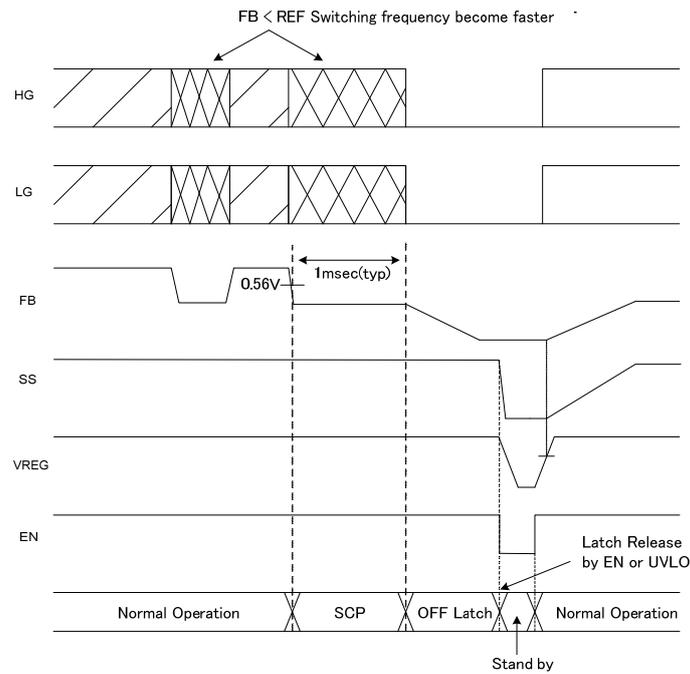 FB < REF Switching frequency become faster
HG
LG
1msec(typ)
0.56V
FB
SS
VREG
EN
Latch Release
by EN or UVLO
Normal Operation
SCP
OFF Latch
Normal Operation
Stand by